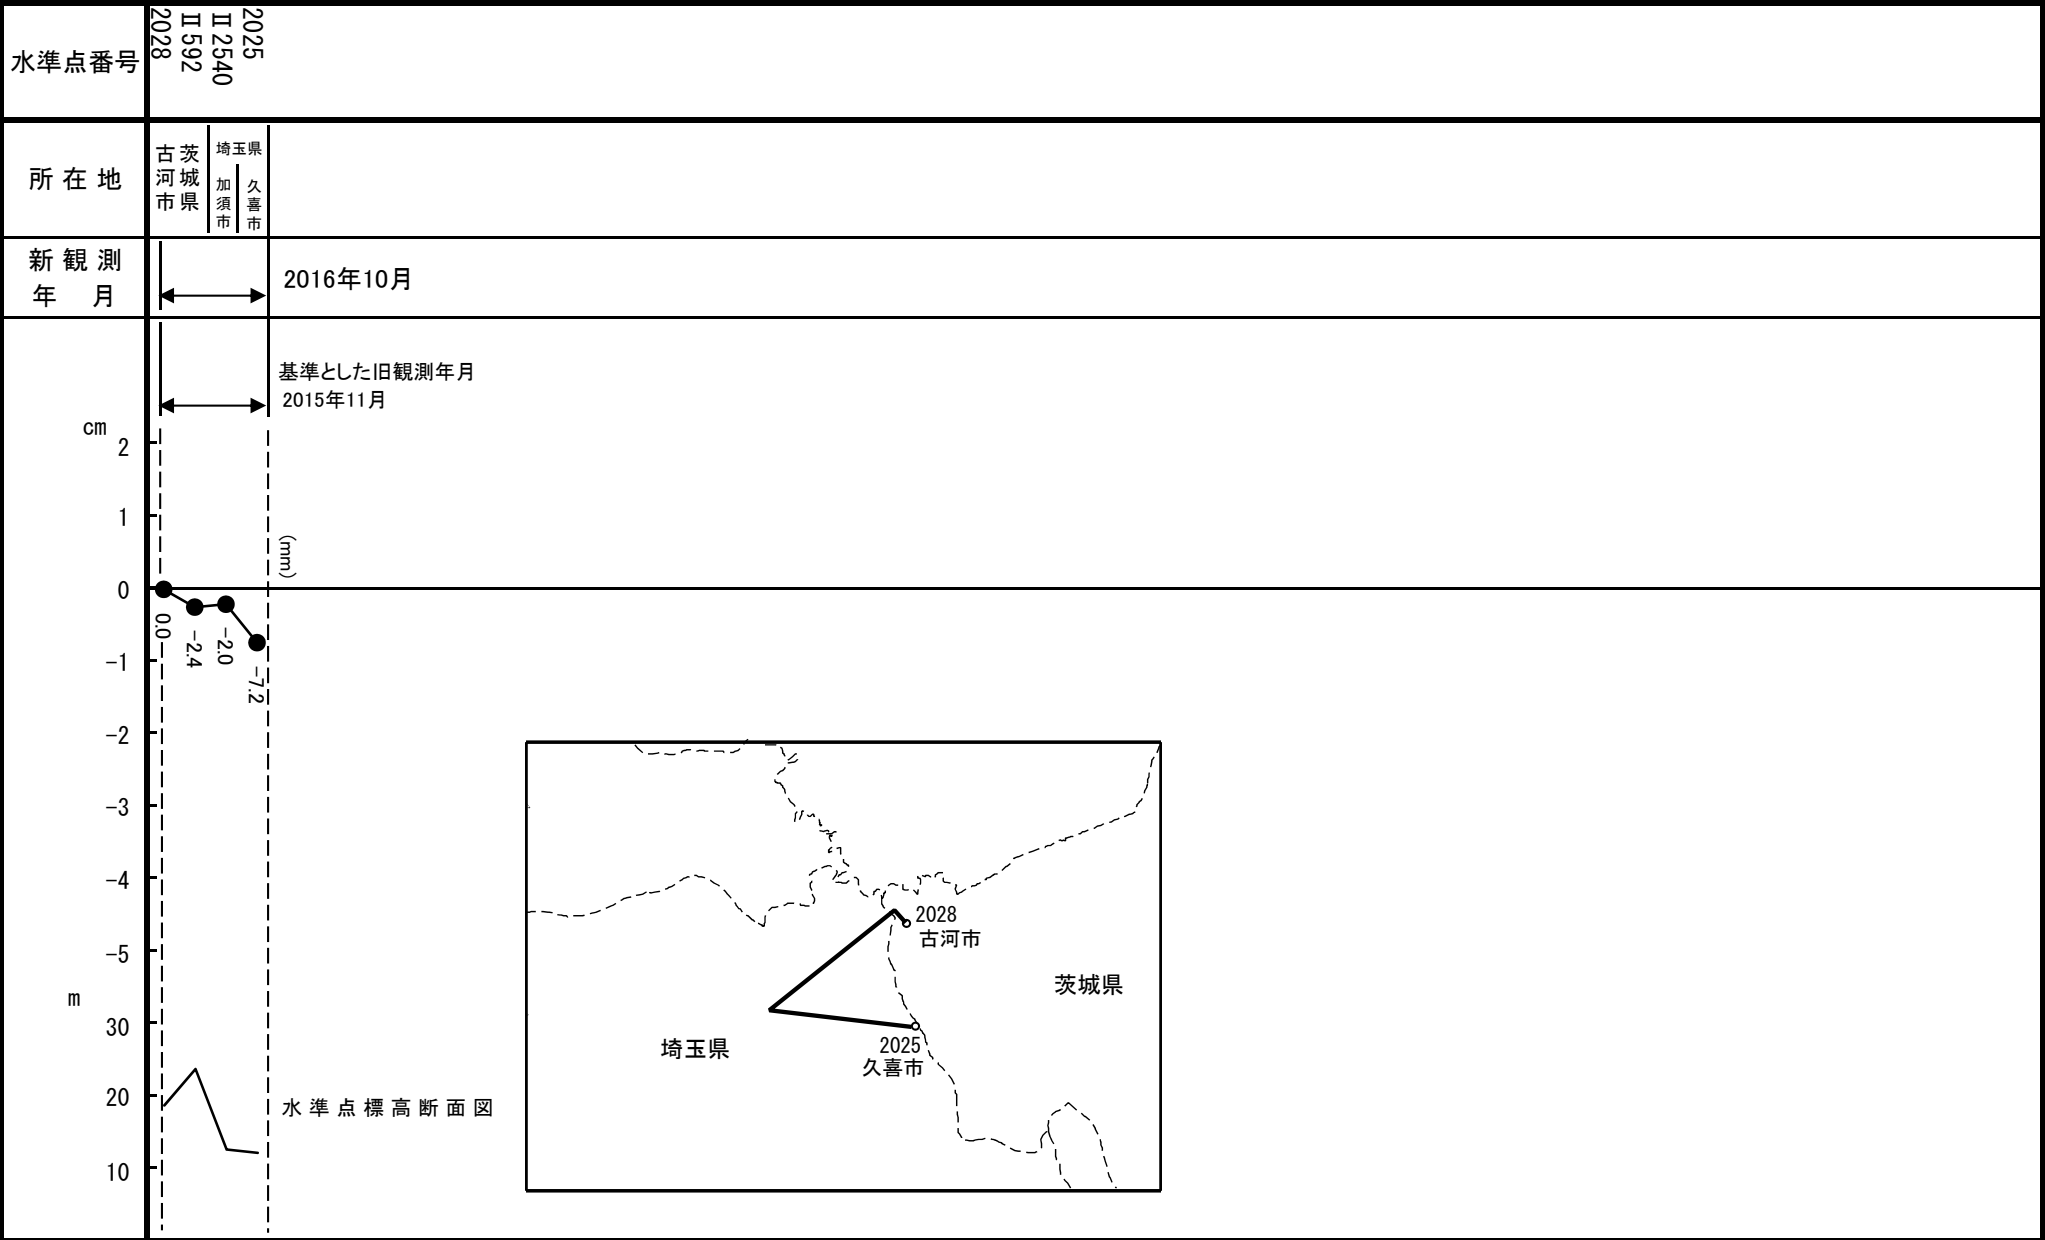 水準点番号
2028
Ⅱ592
Ⅱ2540
2025
所在地
茨城県
古河市
埼玉県
加須市
久喜市
新観測
年 月
2016年10月
基準とした旧観測年月
2015年11月
cm
2
1
0
-1
-2
-3
-4
-5
(mm)
0.0
-2.4
-2.0
-7.2
m
30
20
10
水準点標高断面図
2028
古河市
茨城県
埼玉県
2025
久喜市